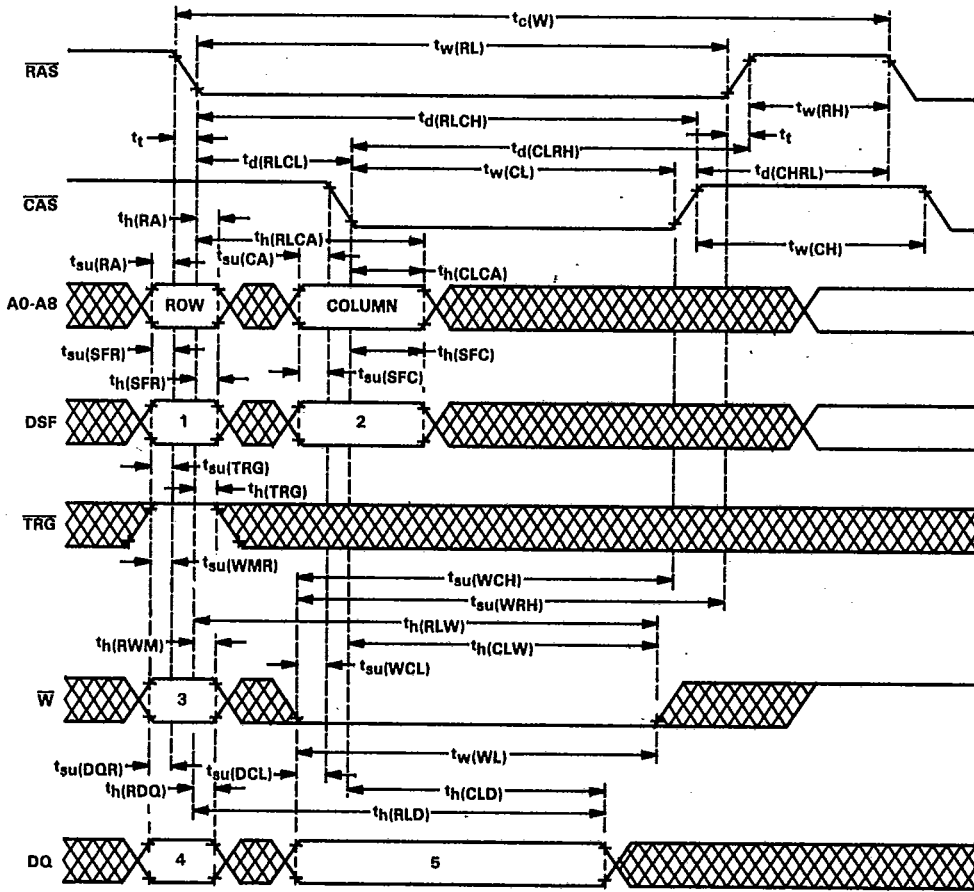 tc(W)
tw(RL)
RAS
tw(RH)
td(RLCH)
tt
td(CLRH)
tt
td(RLCL)
tw(CL)
td(CHRL)
CAS
th(RA)
th(RLCA)
tw(CH)
tsu(CA)
tsu(RA)
th(CLCA)
A0-A8
ROW
COLUMN
tsu(SFR)
th(SFC)
th(SFR)
tsu(SFC)
DSF
1
2
tsu(TRG)
th(TRG)
TRG
tsu(WMR)
tsu(WCH)
tsu(WRH)
th(RLW)
th(RWM)
th(CLW)
tsu(WCL)
W
3
tw(WL)
tsu(DQR)
tsu(DCL)
th(RDQ)
th(CLD)
th(RLD)
DQ
4
5